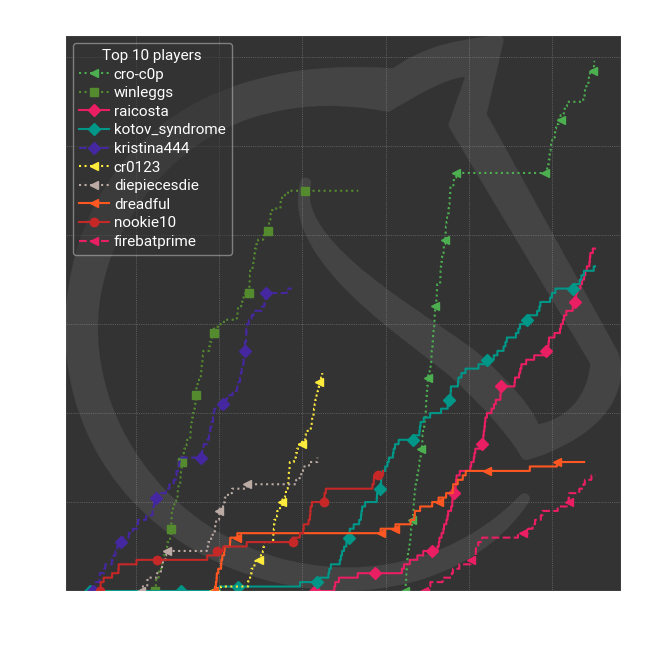 Top 10 players
cro-c0p
winleggs
raicosta
kotov_syndrome
kristina444
cr0123
diepiecesdie
dreadful
nookie10
firebatprime